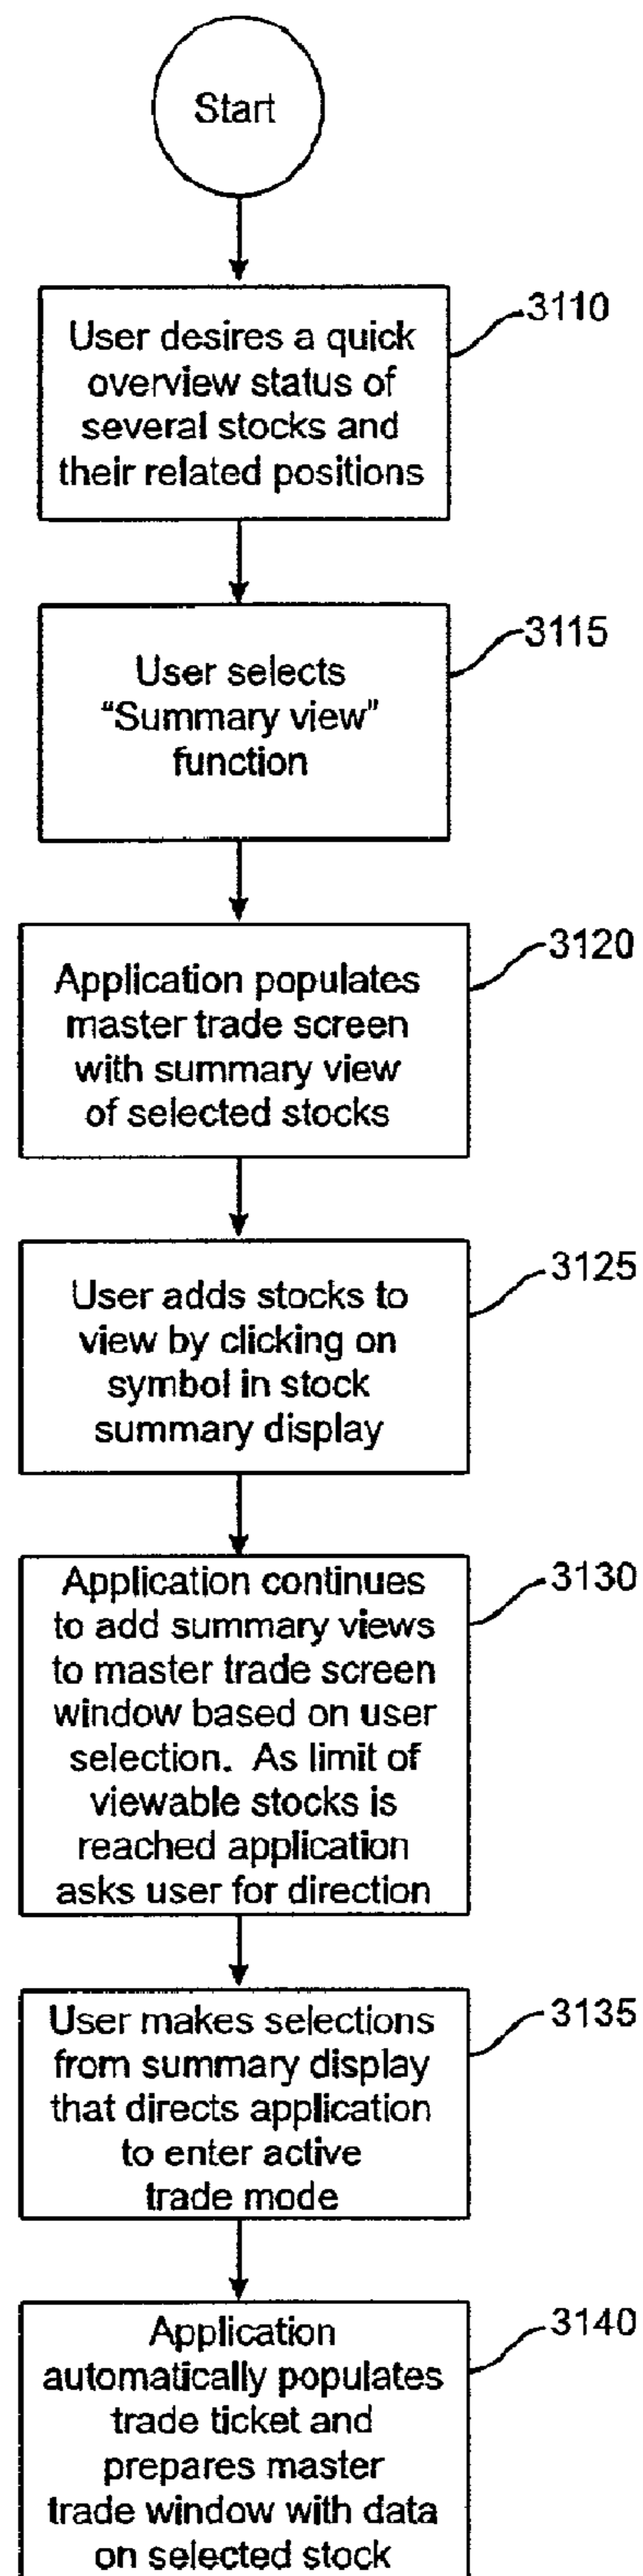 Start
3110
User desires a quick
overview status of
several stocks and
their related positions
3115
User selects
“Summary view”
function
3120
Application populates
master trade screen
with summary view
of selected stocks
3125
User adds stocks to
view by clicking on
symbol in stock
summary display
3130
Application continues
to add summary views
to master trade screen
window based on user
selection. As limit of
viewable stocks is
reached application
asks user for direction
3135
User makes selections
from summary display
that directs application
to enter active
trade mode
3140
Application
automatically populates
trade ticket and
prepares master
trade window with data
on selected stock